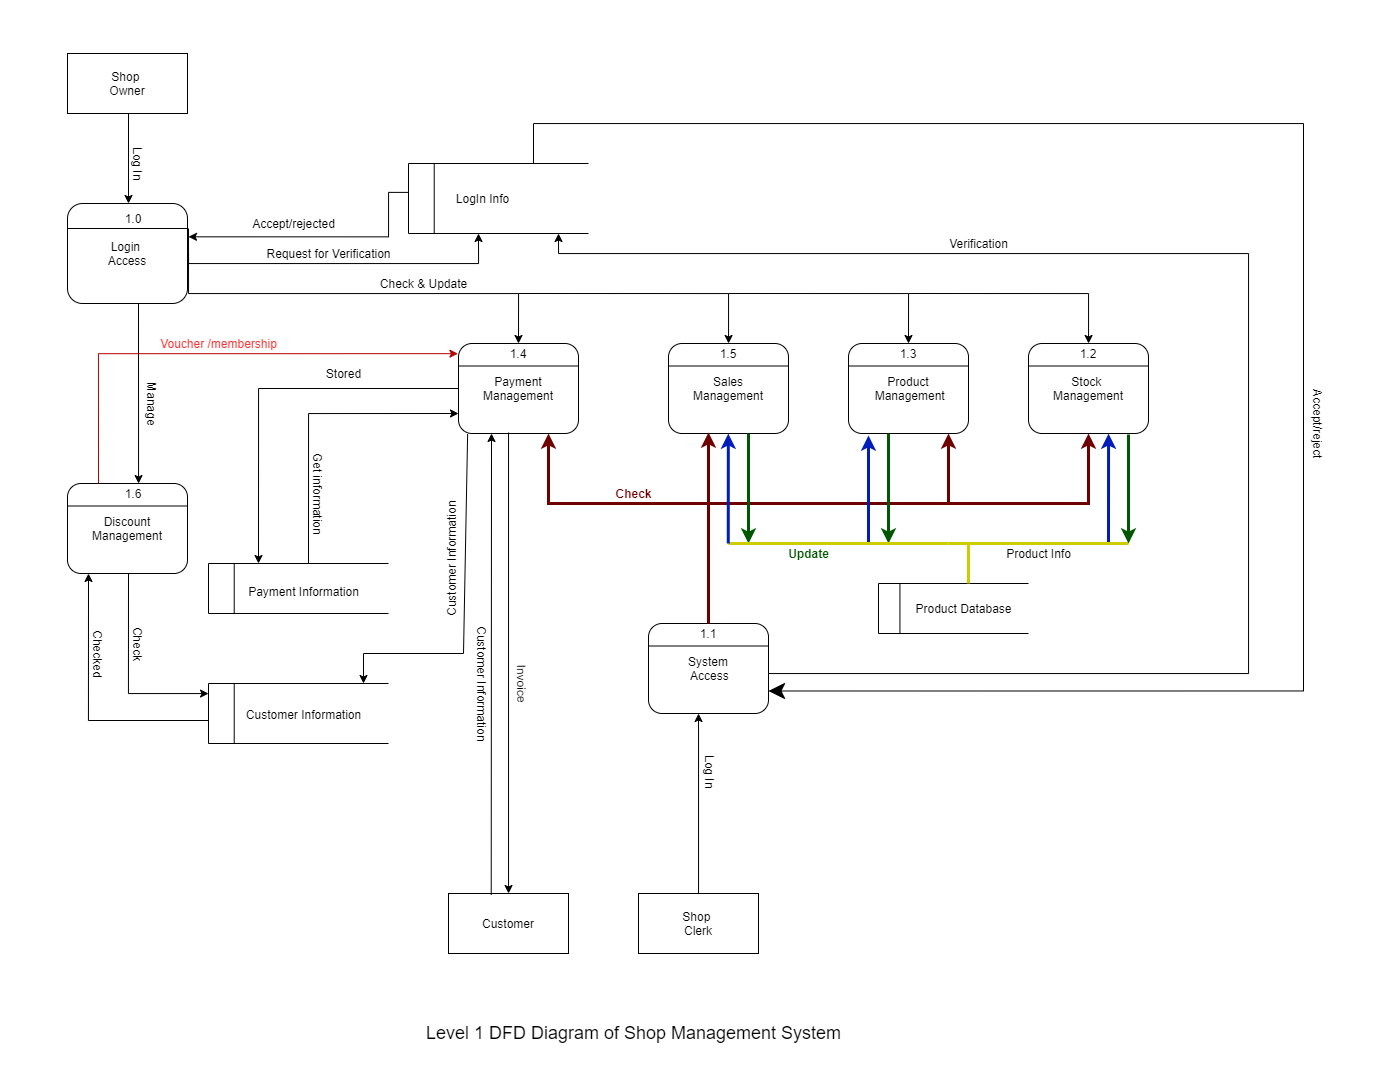 Shop
Owner
Log In
1.0
Login
Access
LogIn Info
Accept/rejected
Request for Verification
Verification
Check & Update
Voucher /membership
Manage
Stored
Get information
1.4
Payment
Management
1.5
Sales
Management
1.3
Product
Management
1.2
Stock
Management
Accept/reject
1.6
Discount
Management
Check
Update
Product Info
Customer Information
Payment Information
Product Database
Checked
Check
Customer Information
Customer Information
Invoice
1.1
System
Access
Log In
Customer
Shop
Clerk
Level 1 DFD Diagram of Shop Management System